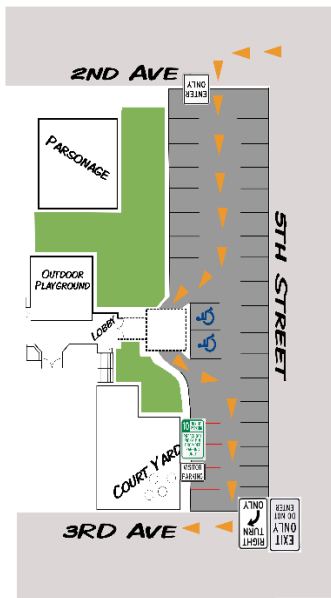 2ND AVE
ENTER
ONLY
PARSONAGE
5TH STREET
OUTDOOR
PLAYGROUND
LOBBY
10
VISITOR
PARKING
COURT YARD
3RD AVE
RIGHT
TURN
ONLY
EXIT
ONLY
DO NOT
ENTER